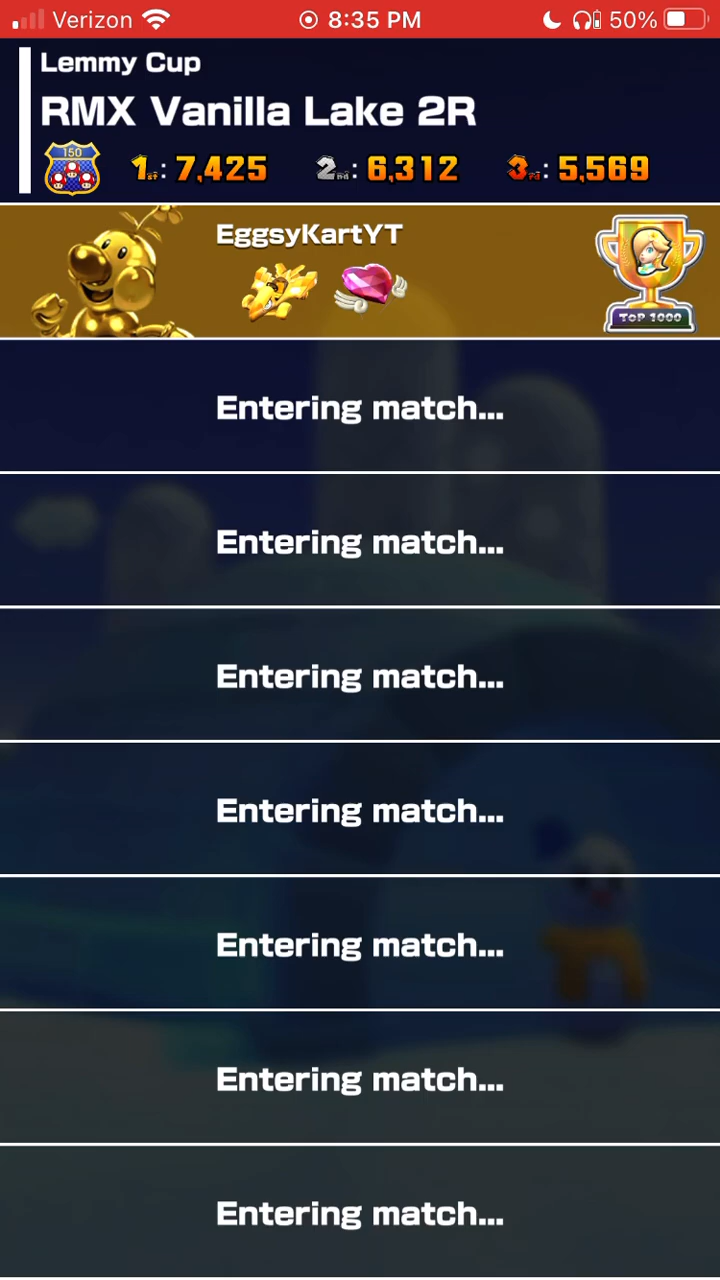 Verizon 8:35 PM 50%
Lemmy Cup
RMX Vanilla Lake 2R
150 1st: 7,425 2nd: 6,312 3rd: 5,569
EggsyKartYT
TOP 1000
Entering match...
Entering match...
Entering match...
Entering match...
Entering match...
Entering match...
Entering match...